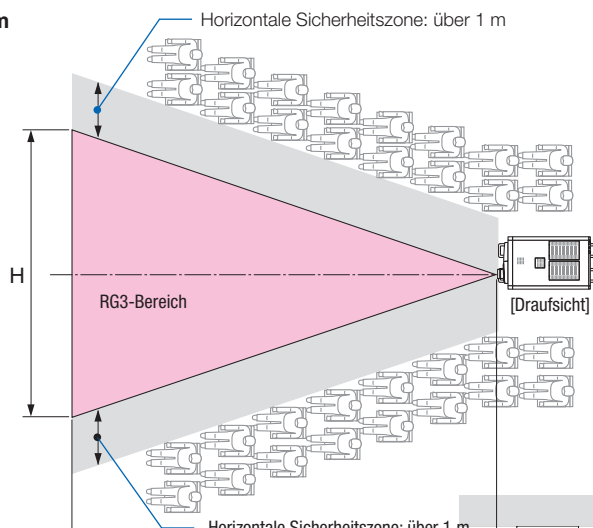 m
Horizontale Sicherheitszone: über 1 m
H
RG3-Bereich
[Draufsicht]
Horizontale Sicherheitszone: über 1 m